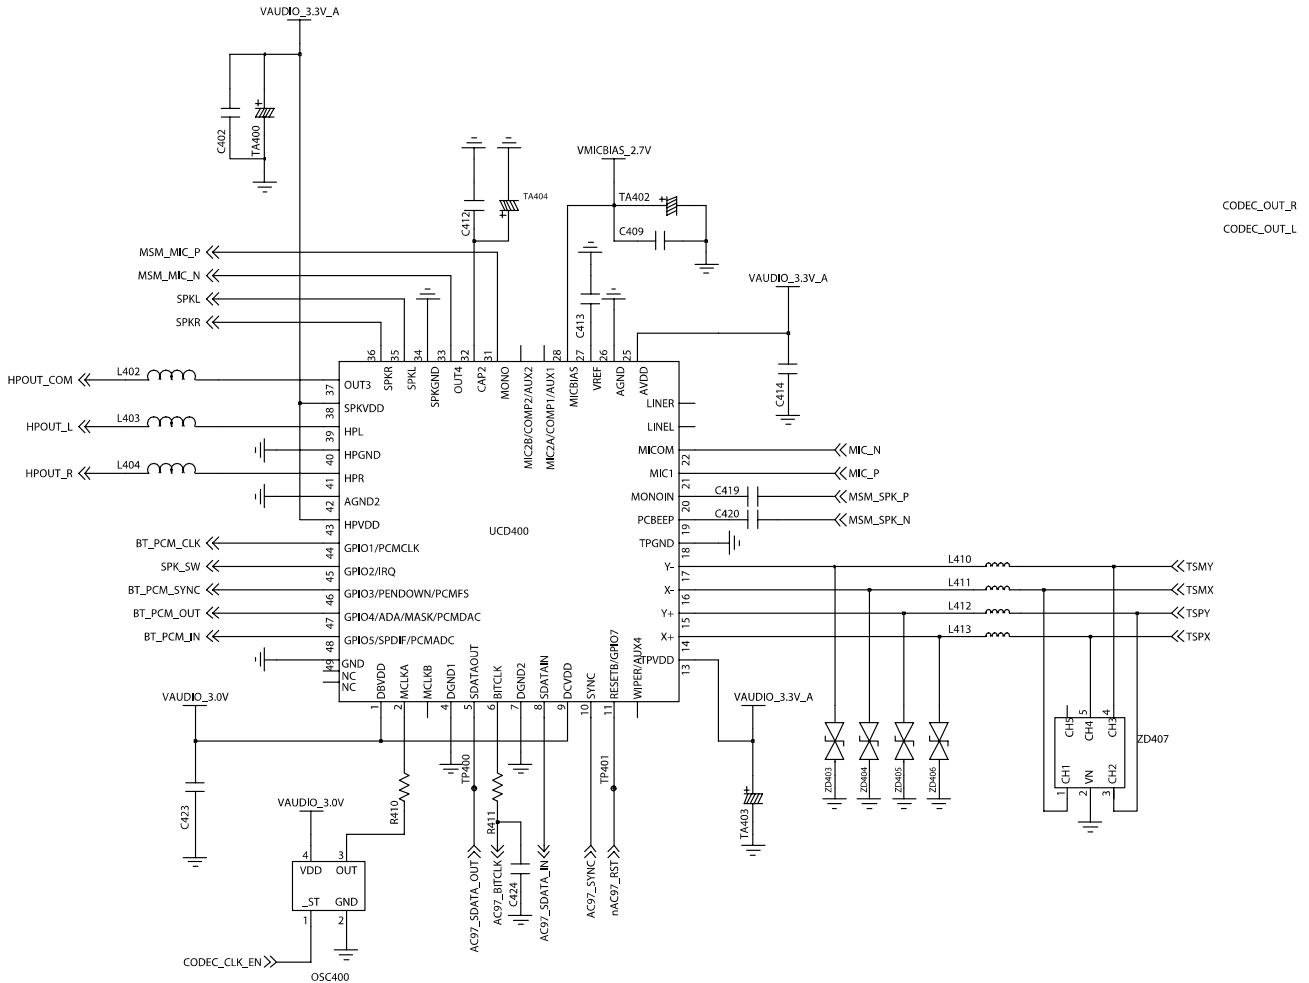 VAUDIO_3.3V_A
C402
TA400
C412
TA404
VMICBIAS_2.7V
TA402
C409
C413
CODEC_OUT_R
CODEC_OUT_L
MSM_MIC_P
MSM_MIC_N
SPKL
SPKR
VAUDIO_3.3V_A
C414
36
35
34
33
32
31
28
27
26
25
SPKR
SPKL
SPKGND
OUT4
CAP2
MONO
MIC2B/COMP2/AUX2
MIC2A/COMP1/AUX1
MICBIAS
VREF
AGND
AVDD
HPOUT_COM
L402
37
OUT3
38
SPKVDD
HPOUT_L
L403
39
HPL
40
HPGND
HPOUT_R
L404
41
HPR
42
AGND2
43
HPVDD
BT_PCM_CLK
44
GPIO1/PCMCLK
SPK_SW
45
GPIO2/IRQ
BT_PCM_SYNC
46
GPIO3/PENDOWN/PCMFS
BT_PCM_OUT
47
GPIO4/ADA/MASK/PCMDAC
BT_PCM_IN
48
GPIO5/SPDIF/PCMADC
49
GND
NC
NC
UCD400
LINER
LINEL
MICOM
22
MIC_N
MIC1
21
MIC_P
MONOIN
20
C419
MSM_SPK_P
PCBEEP
19
C420
MSM_SPK_N
TPGND
18
Y-
17
L410
TSMY
X-
16
L411
TSMX
Y+
15
L412
TSPY
X+
14
L413
TSPX
TPVDD
13
DBVDD
MCLKA
MCLKB
DGND1
SDATAOUT
BITCLK
DGND2
SDATAIN
DCVDD
SYNC
RESETB/GPIO7
WIPER/AUX4
1
2
4
5
6
7
8
9
10
11
VAUDIO_3.0V
C423
VAUDIO_3.0V
R410
TP400
R411
TP401
C424
4
3
VDD
OUT
_ST
GND
1
2
CODEC_CLK_EN
OSC400
AC97_SDATA_OUT
AC97_BITCLK
AC97_SDATA_IN
AC97_SYNC
nAC97_RST
VAUDIO_3.3V_A
TA403
ZD403
ZD404
ZD405
ZD406
5
4
CH5
CH4
CH3
ZD407
CH1
VN
CH2
1
2
3